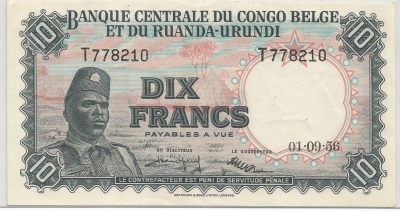 BANQUE CENTRALE DU CONGO BELGE
ET DU RUANDA-URUNDI
10 10
T778210 T778210
DIX
FRANCS
PAYABLES A VUE
UN DIRECTEUR LE GOUVERNEUR
01-09-56
10 10
LE CONTREFACTEUR EST PUNI DE SERVITUDE PENALE